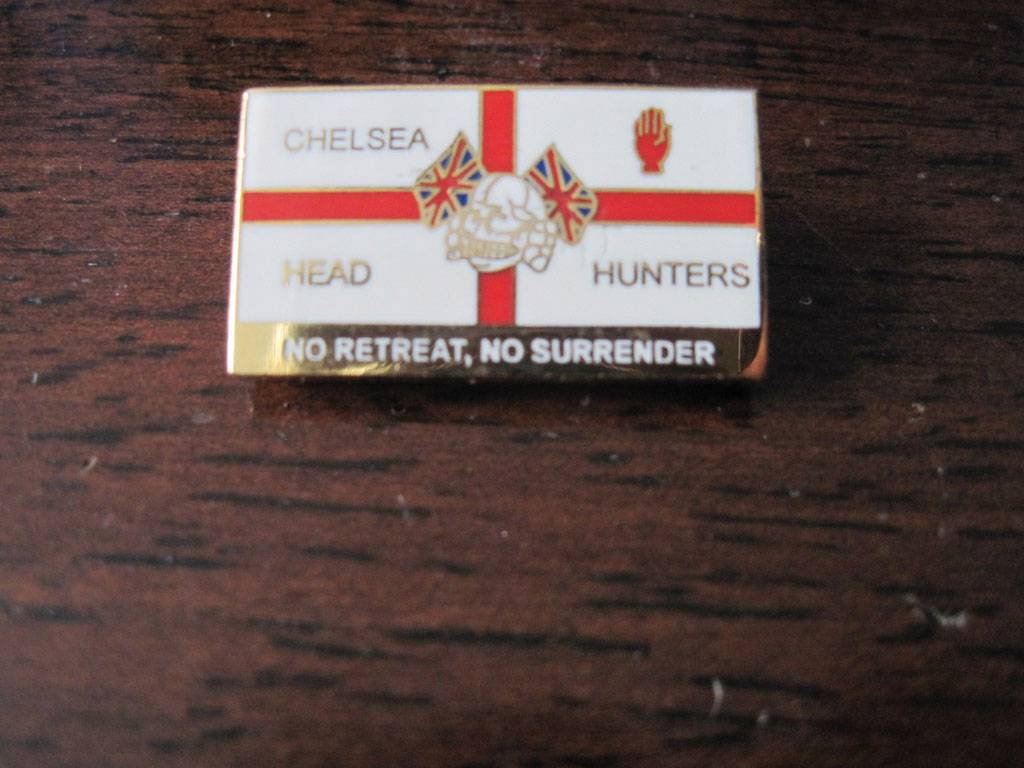 CHELSEA
HEAD HUNTERS
NO RETREAT, NO SURRENDER